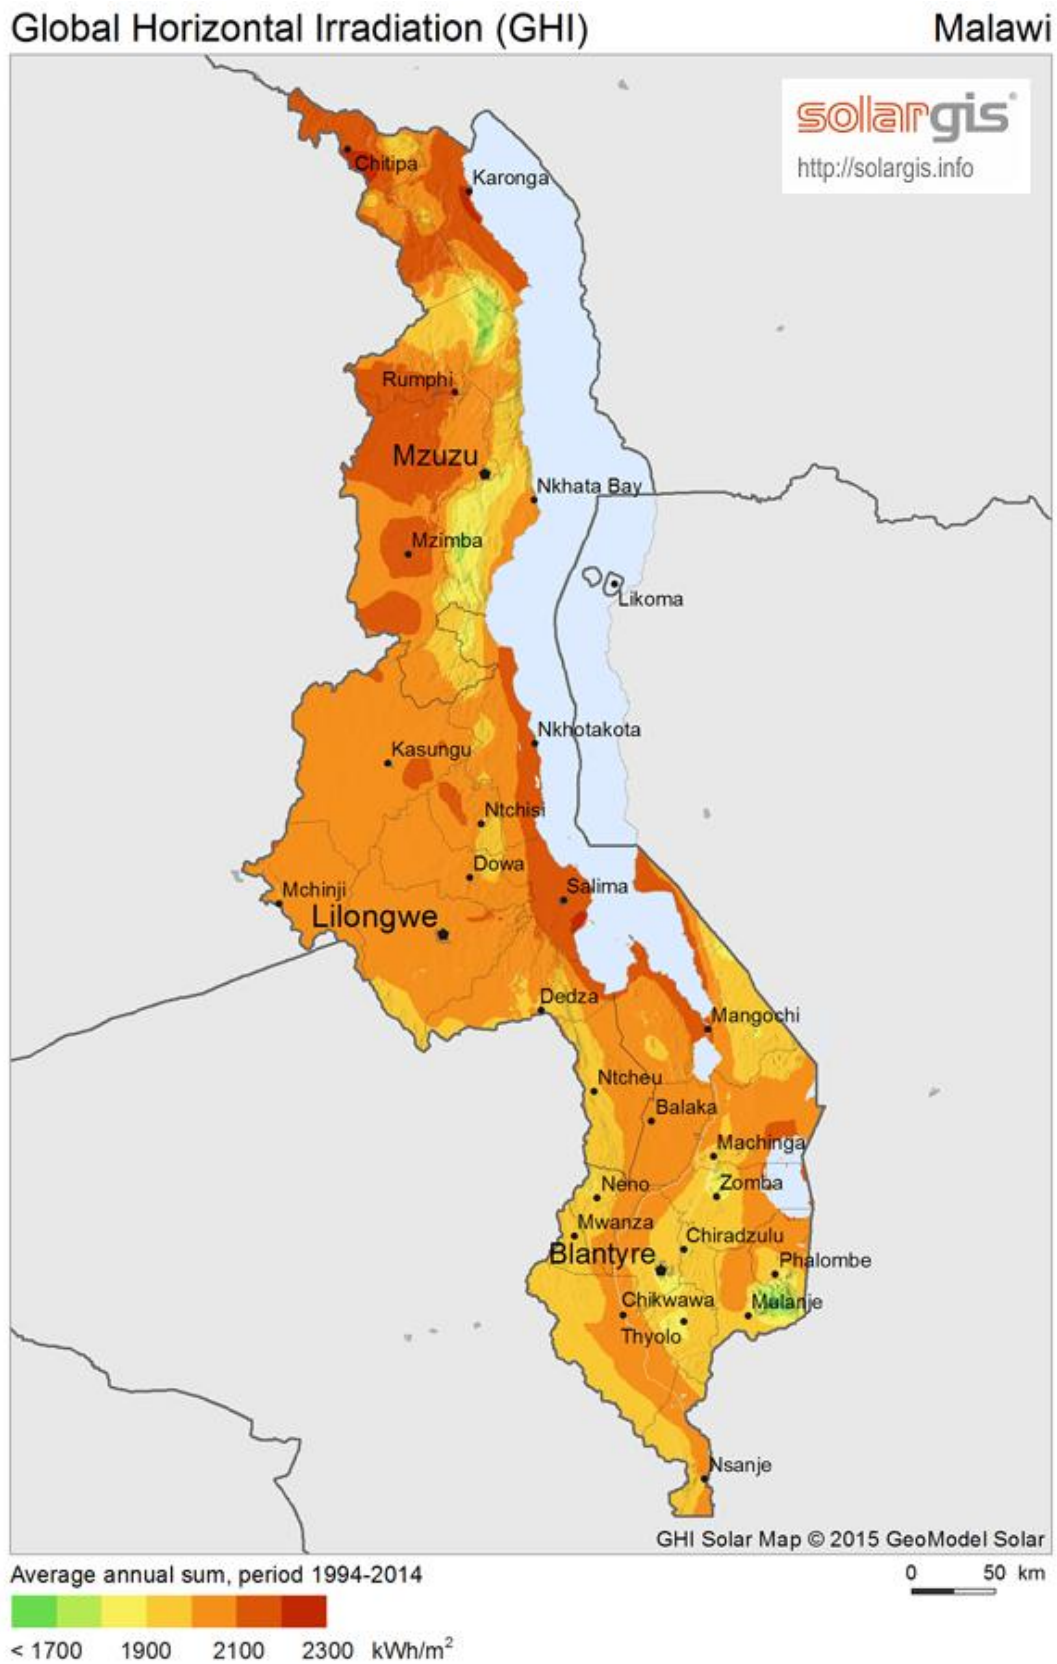 Global Horizontal Irradiation (GHI)
Malawi
solargis
http://solargis.info
Chitipa
Karonga
Rumphi
Mzuzu
Nkhata Bay
Mzimba
Likoma
Nkhotakota
Kasungu
Ntchisi
Dowa
Salima
Mchinji
Lilongwe
Dedza
Mangochi
Ntcheu
Balaka
Machinga
Zomba
Neno
Mwanza
Chiradzulu
Blantyre
Phalombe
Chikwawa
Mulanje
Thyolo
Nsanje
GHI Solar Map © 2015 GeoModel Solar
Average annual sum, period 1994-2014
0 50 km
< 1700 1900 2100 2300 kWh/m²